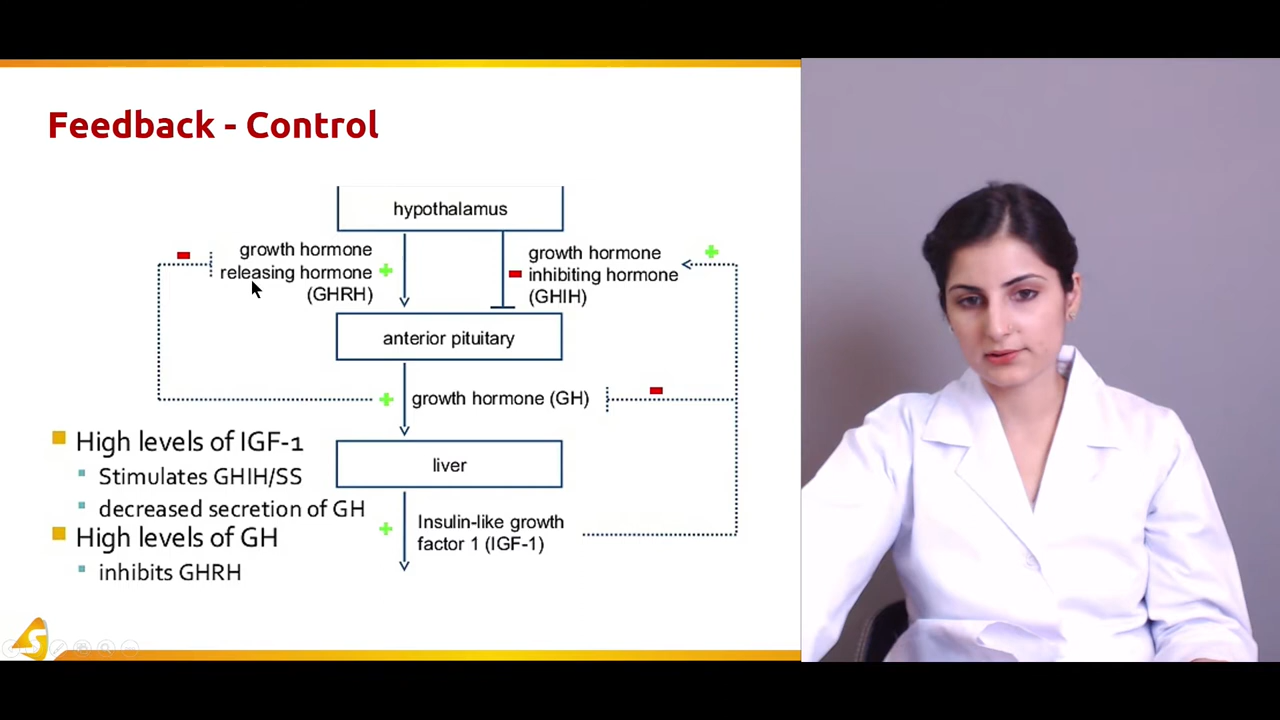 Feedback - Control
hypothalamus
growth hormone
releasing hormone
(GHRH)
growth hormone
inhibiting hormone
(GHIH)
anterior pituitary
growth hormone (GH)
liver
Insulin-like growth
factor 1 (IGF-1)
High levels of IGF-1
Stimulates GHIH/SS
decreased secretion of GH
High levels of GH
inhibits GHRH
S